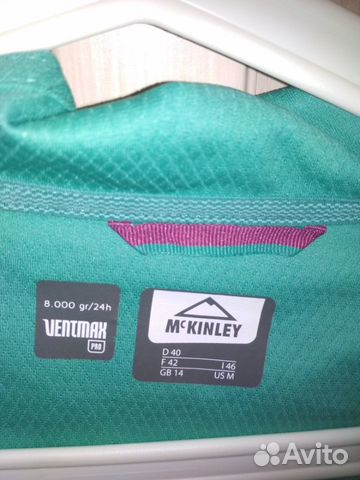 8.000 gr/24h
VENTMAX
PRO
McKINLEY
D 40
F 42 I 46
GB 14 US M
Avito